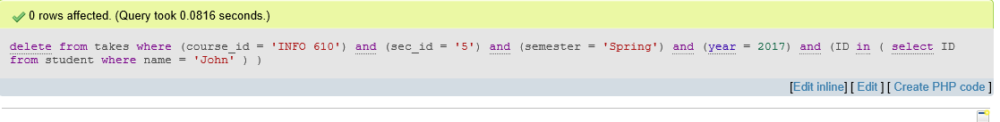 0 rows affected. (Query took 0.0816 seconds.)
delete from takes where (course_id = 'INFO 610') and (sec_id = '5') and (semester = 'Spring') and (year = 2017) and (ID in ( select ID
from student where name = 'John' ) )
[Edit inline] [ Edit ] [ Create PHP code ]